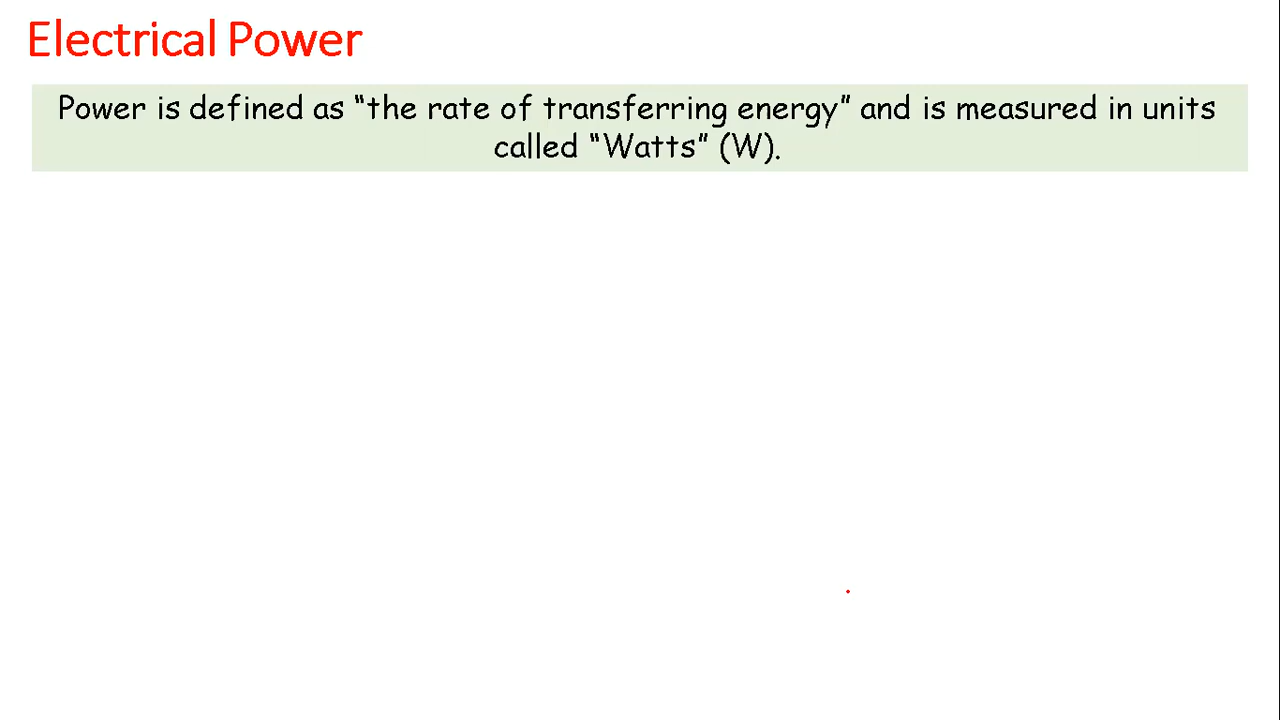 Electrical Power
Power is defined as “the rate of transferring energy” and is measured in units
called “Watts” (W).